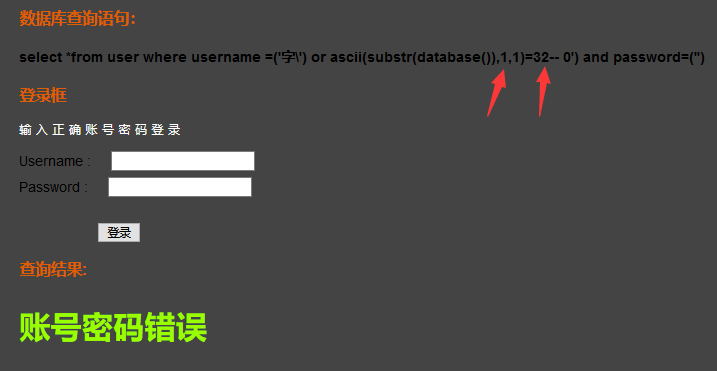 数据库查询语句:
select *from user where username =('字\') or ascii(substr(database()),1,1)=32-- 0') and password=('')
登录框
输入正确账号密码登录
Username :
Password :
登录
查询结果:
账号密码错误